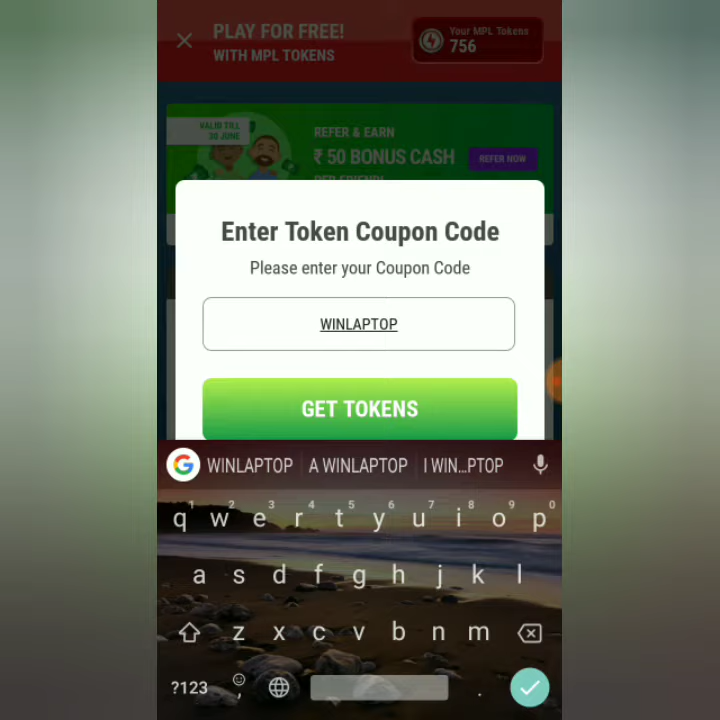 PLAY FOR FREE!
WITH MPL TOKENS
Your MPL Tokens
756
VALID TILL
30 JUNE
REFER & EARN
₹ 50 BONUS CASH
REFER NOW
PER FRIEND!
Enter Token Coupon Code
Please enter your Coupon Code
WINLAPTOP
GET TOKENS
WINLAPTOP A WINLAPTOP I WIN...PTOP
1 2 3 4 5 6 7 8 9 0
q w e r t y u i o p
a s d f g h j k l
z x c v b n m
?123 , .